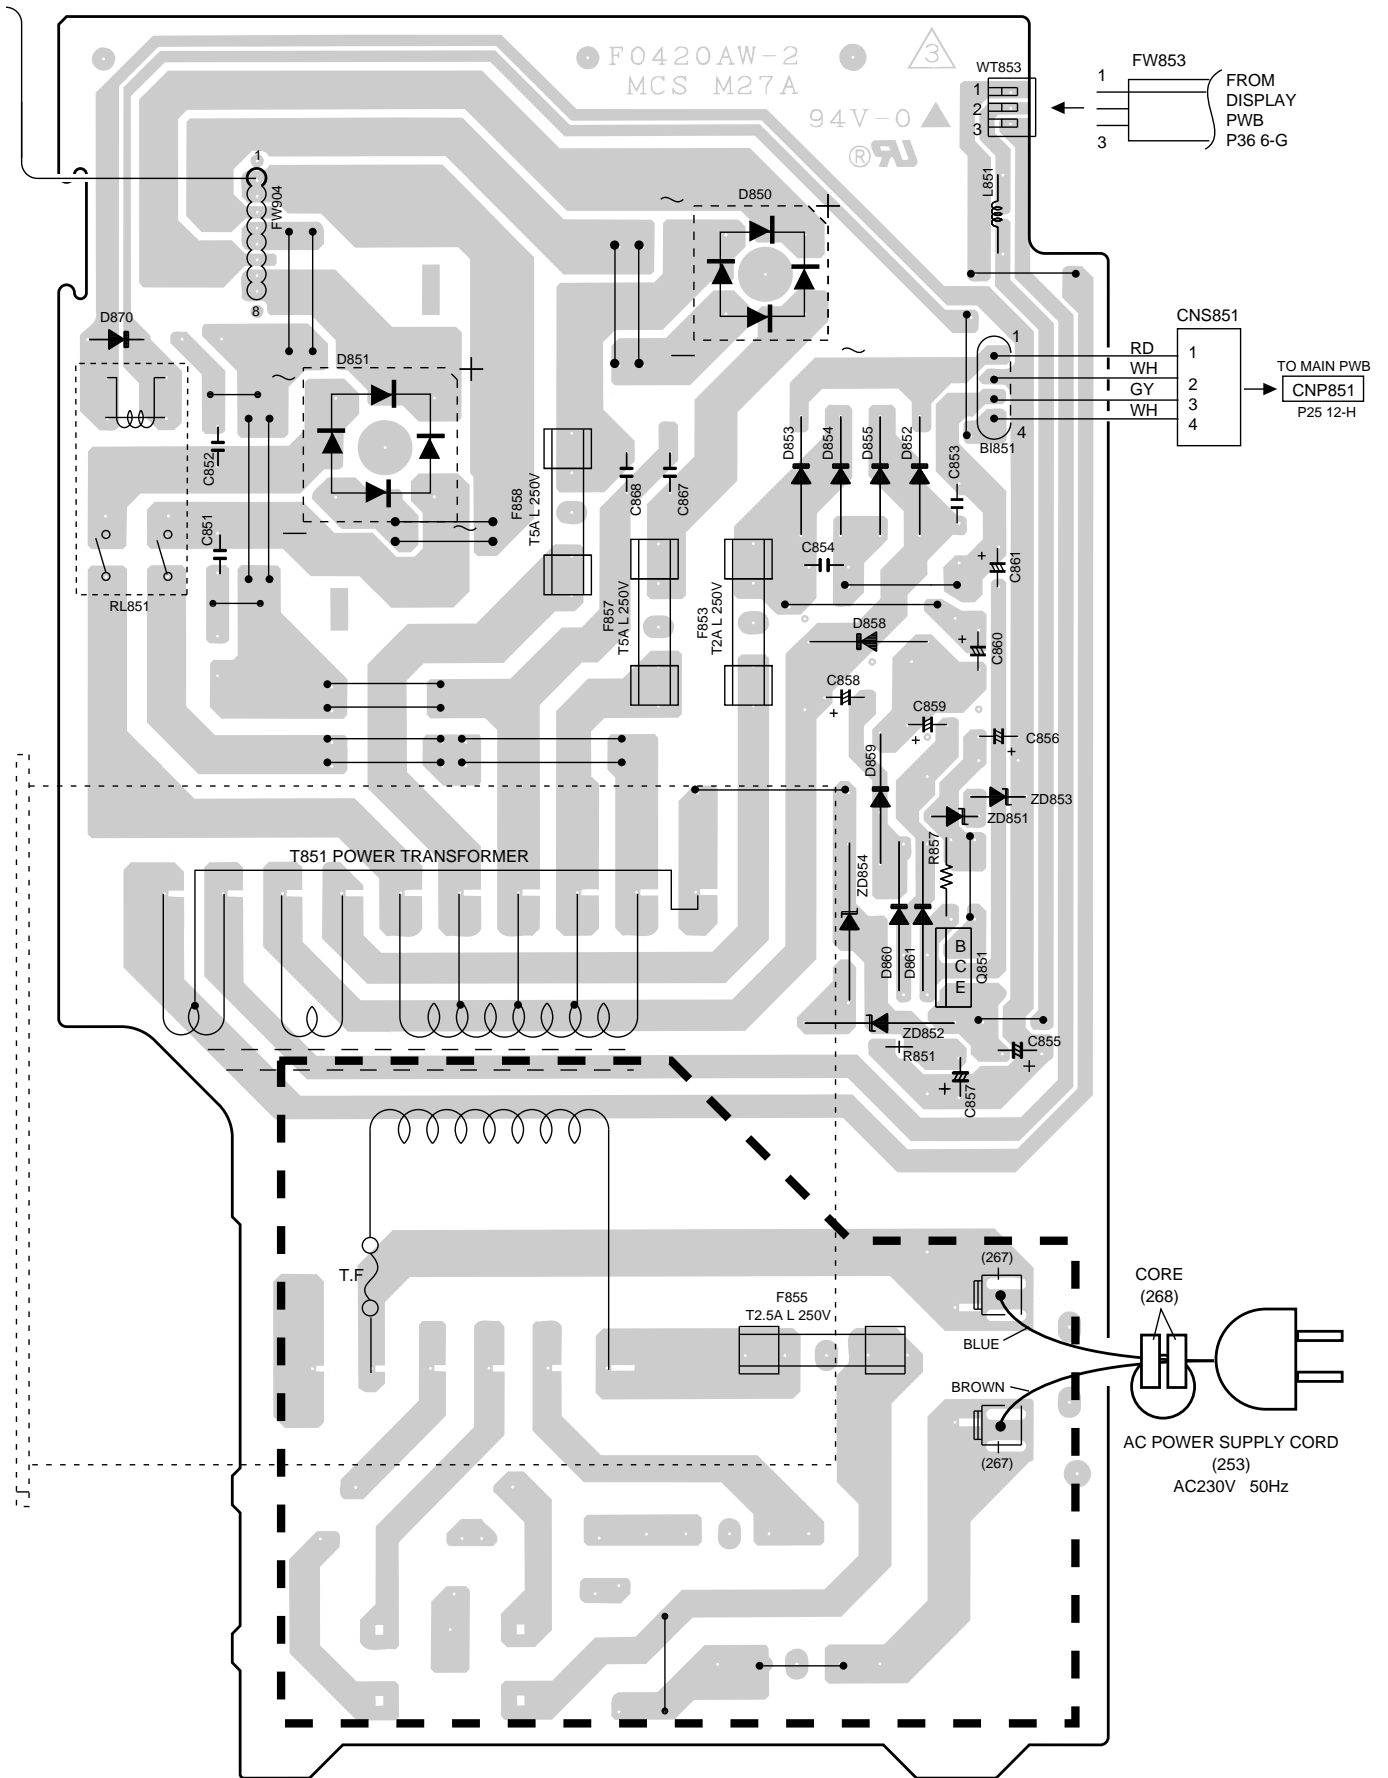 F0420AW-2
MCS M27A
94V-0
UR®
3
WT853
1
2
3
FW853
1
3
FROM
DISPLAY
PWB
P36 6-G
L851
1
FW904
8
D850
~
+
—
~
D870
D851
~
+
—
~
RL851
C852
C851
F858
T5A L 250V
C868
C867
F857
T5A L 250V
F853
T2A L 250V
D853
D854
D855
D852
C853
1
4
BI851
RD
WH
GY
WH
CNS851
1
2
3
4
TO MAIN PWB
CNP851
P25 12-H
C854
+
C861
D858
+
C860
C858
+
C859
+
C856
+
D859
ZD853
ZD851
R857
ZD854
T851 POWER TRANSFORMER
D860
D861
B
C
E
Q851
ZD852
R851
C855
+
C857
+
T.F
F855
T2.5A L 250V
(267)
BLUE
BROWN
(267)
CORE
(268)
AC POWER SUPPLY CORD
(253)
AC230V 50Hz